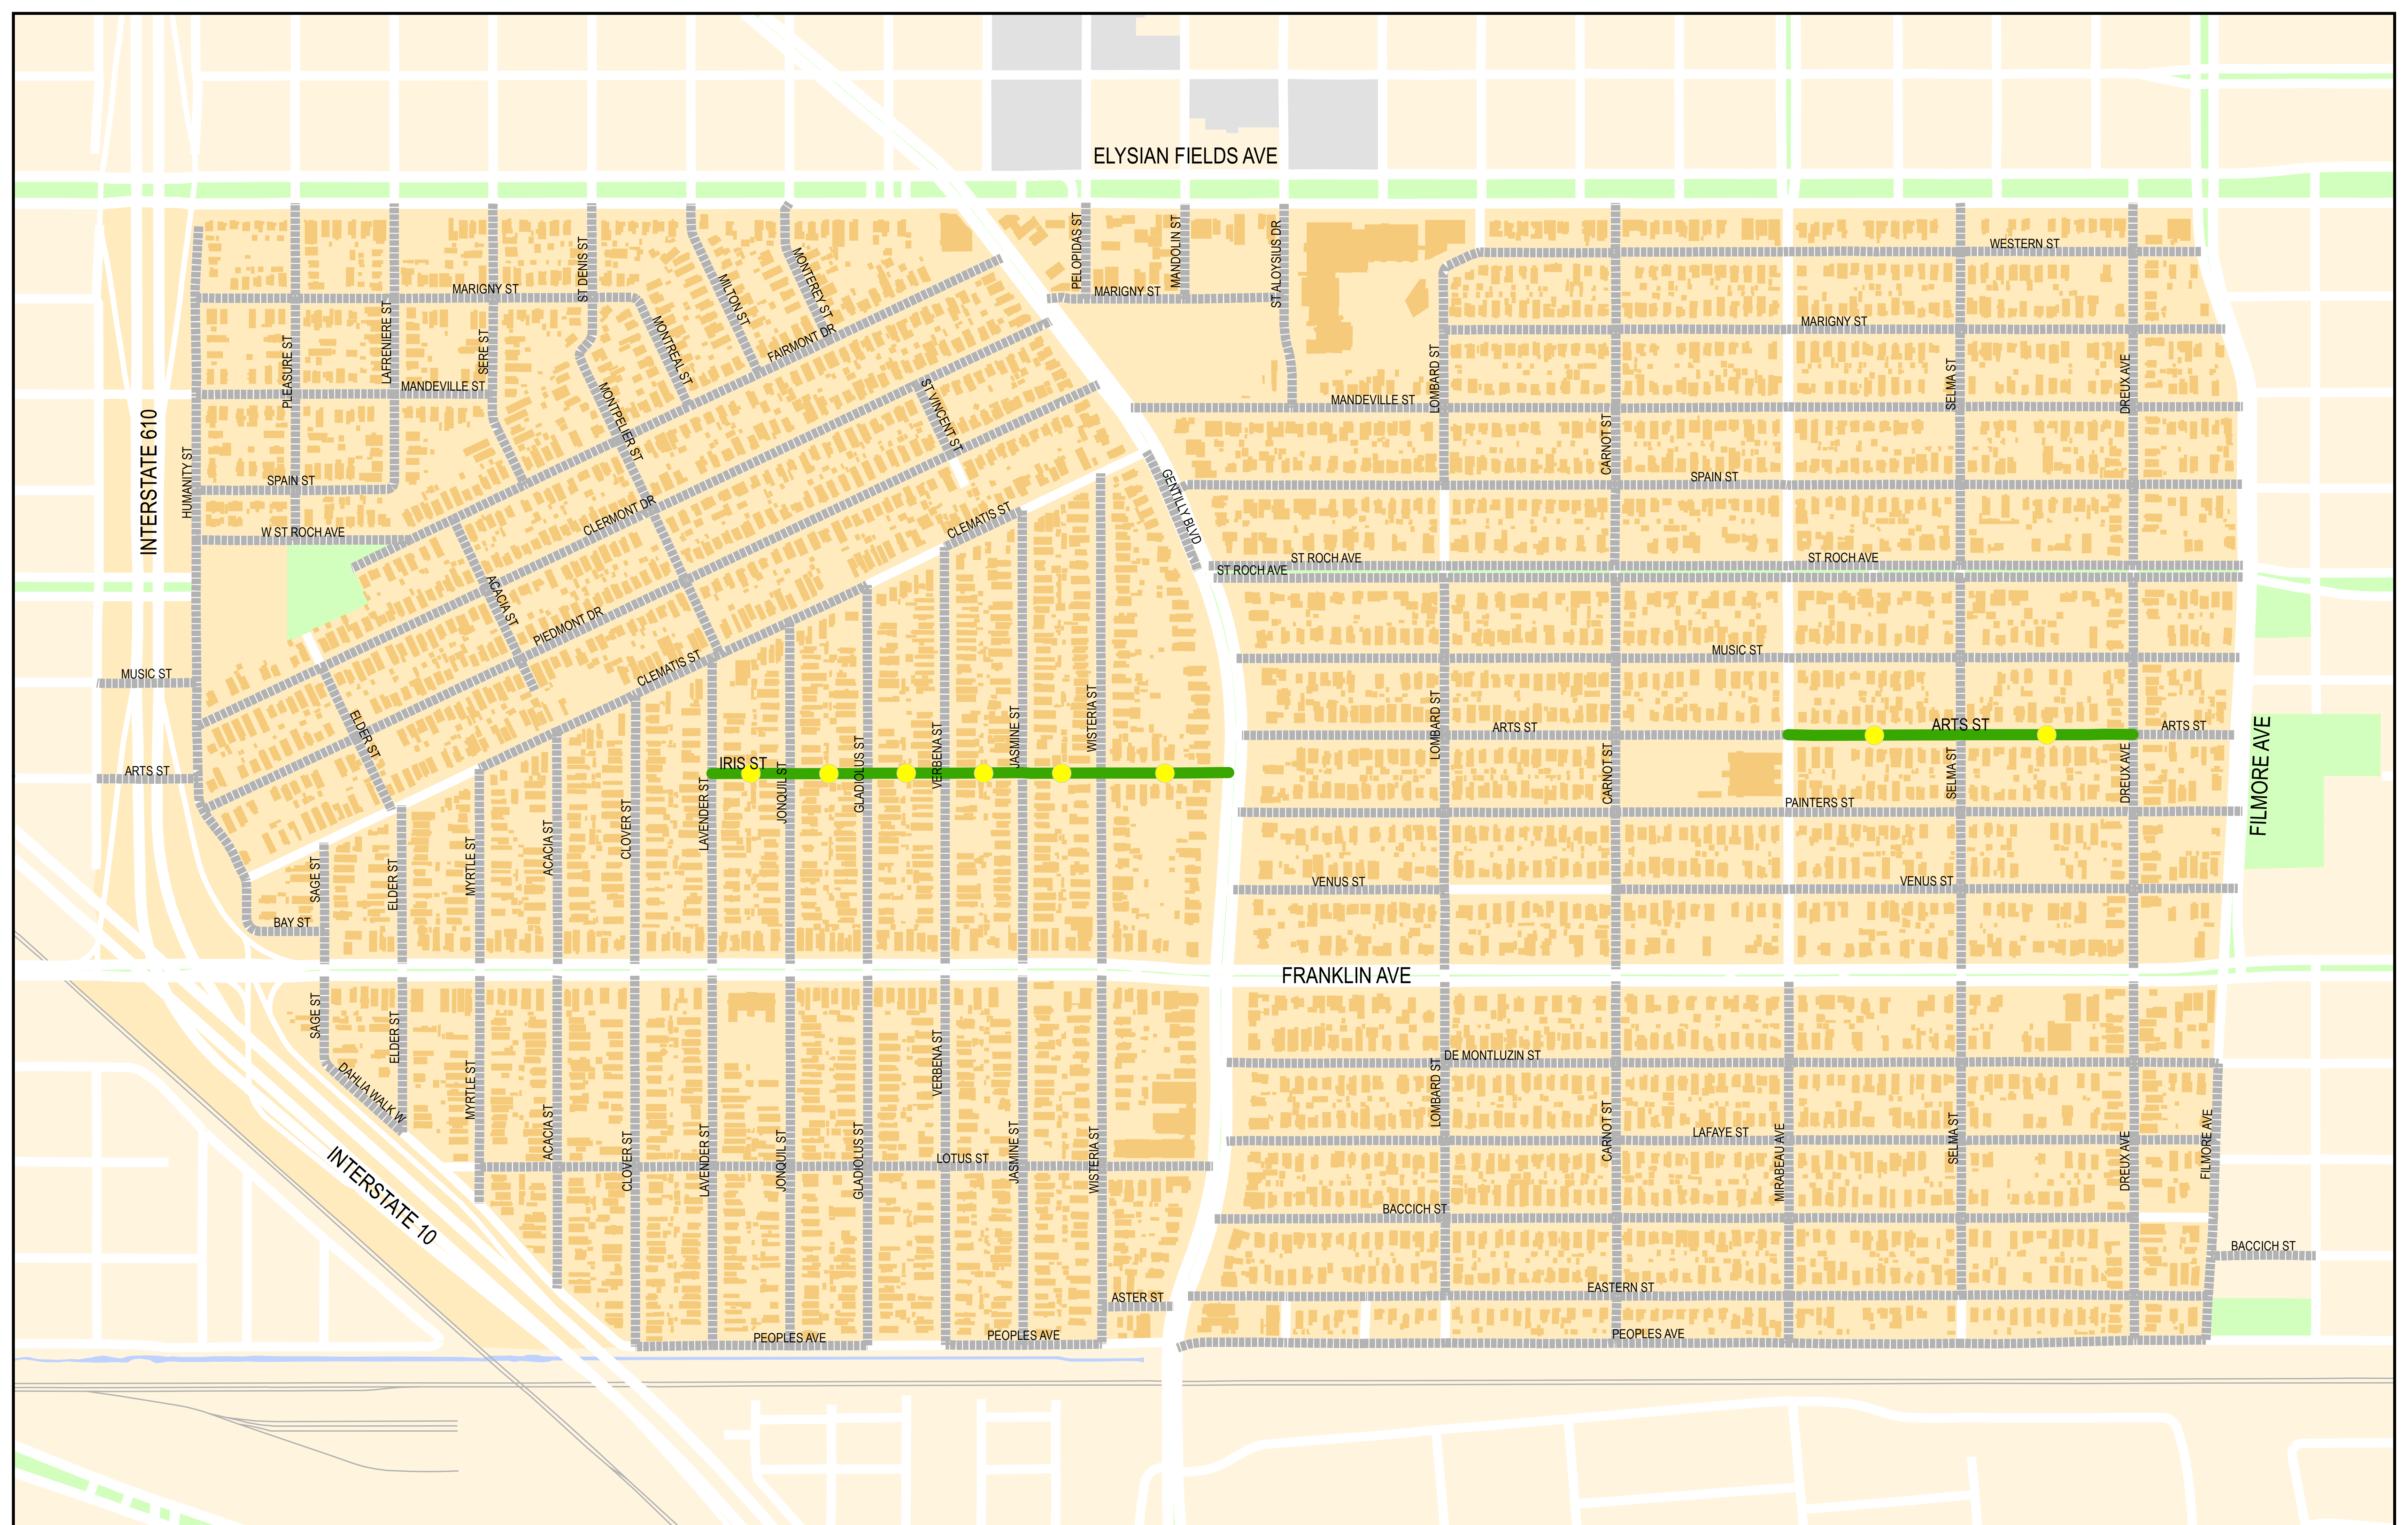 ELYSIAN FIELDS AVE
PELOPIDAS ST
MANDOLIN ST
ST ALOYSIUS DR
ST DENIS ST
MONTEREY ST
MILTON ST
WESTERN ST
MARIGNY ST
MARIGNY ST
MARIGNY ST
LAFRENIERE ST
SERE ST
PLEASURE ST
MONTREAL ST
FAIRMONT DR
LOMBARD ST
SELMA ST
DREUX AVE
MANDEVILLE ST
MANDEVILLE ST
MONTPELIER ST
ST VINCENT ST
CARNOT ST
INTERSTATE 610
HUMANITY ST
SPAIN ST
SPAIN ST
GENTILLY BLVD
CLERMONT DR
CLEMATIS ST
W ST ROCH AVE
ST ROCH AVE
ST ROCH AVE
ST ROCH AVE
ACACIA ST
PIEDMONT DR
CLEMATIS ST
MUSIC ST
MUSIC ST
ELDER ST
WISTERIA ST
JASMINE ST
VERBENA ST
GLADIOLUS ST
LOMBARD ST
ARTS ST
ARTS ST
ARTS ST
ARTS ST
IRIS ST
JONQUIL ST
LAVENDER ST
CARNOT ST
SELMA ST
DREUX AVE
FILMORE AVE
PAINTERS ST
CLOVER ST
ACACIA ST
MYRTLE ST
ELDER ST
SAGE ST
VENUS ST
VENUS ST
BAY ST
FRANKLIN AVE
SAGE ST
ELDER ST
DAHLIA WALK W
MYRTLE ST
ACACIA ST
CLOVER ST
LAVENDER ST
JONQUIL ST
GLADIOLUS ST
VERBENA ST
JASMINE ST
WISTERIA ST
DE MONTLUZIN ST
LOMBARD ST
CARNOT ST
LAFAYE ST
MIRABEAU AVE
SELMA ST
DREUX AVE
FILMORE AVE
LOTUS ST
INTERSTATE 10
BACCICH ST
BACCICH ST
EASTERN ST
ASTER ST
PEOPLES AVE
PEOPLES AVE
PEOPLES AVE